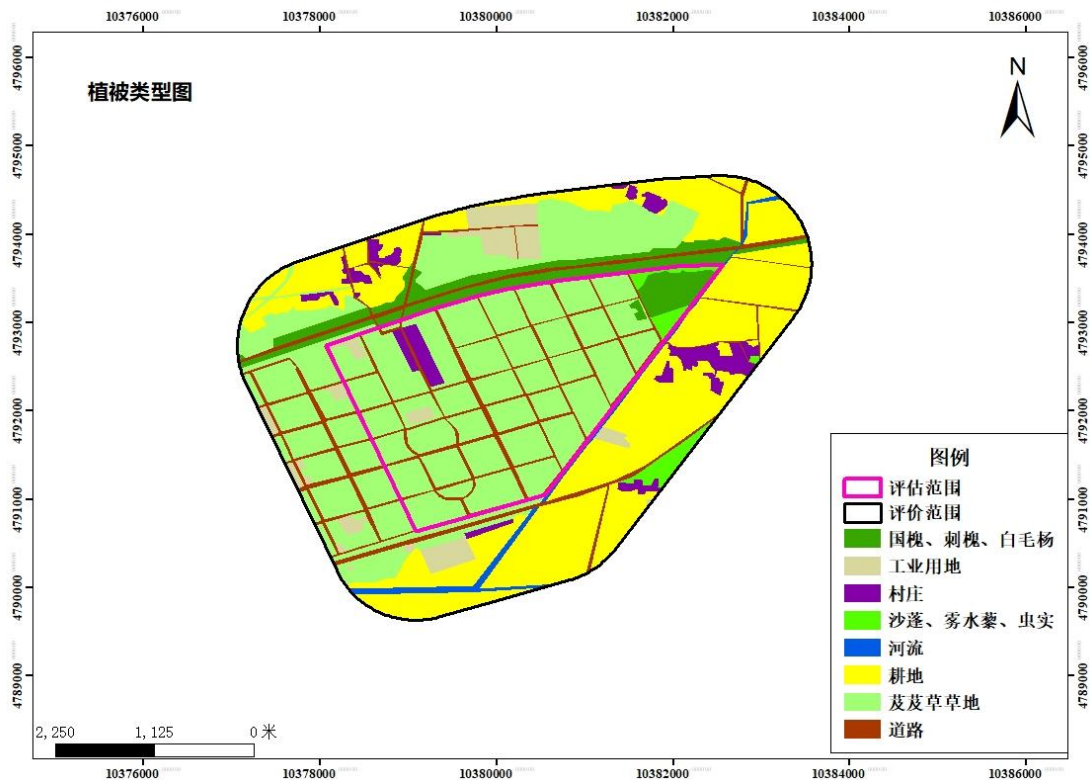 10376000 10378000 10380000 10382000 10384000 10386000
植被类型图
N
4796000 4796000
4795000 4795000
4794000 4794000
4793000 4793000
4792000 4792000
4791000 4791000
4790000 4790000
4789000 4789000
图例
评估范围
评价范围
国槐、刺槐、白毛杨
工业用地
村庄
沙蓬、雾水藜、虫实
河流
耕地
芨芨草草地
道路
2,250 1,125 0 米
10376000 10378000 10380000 10382000 10384000 10386000